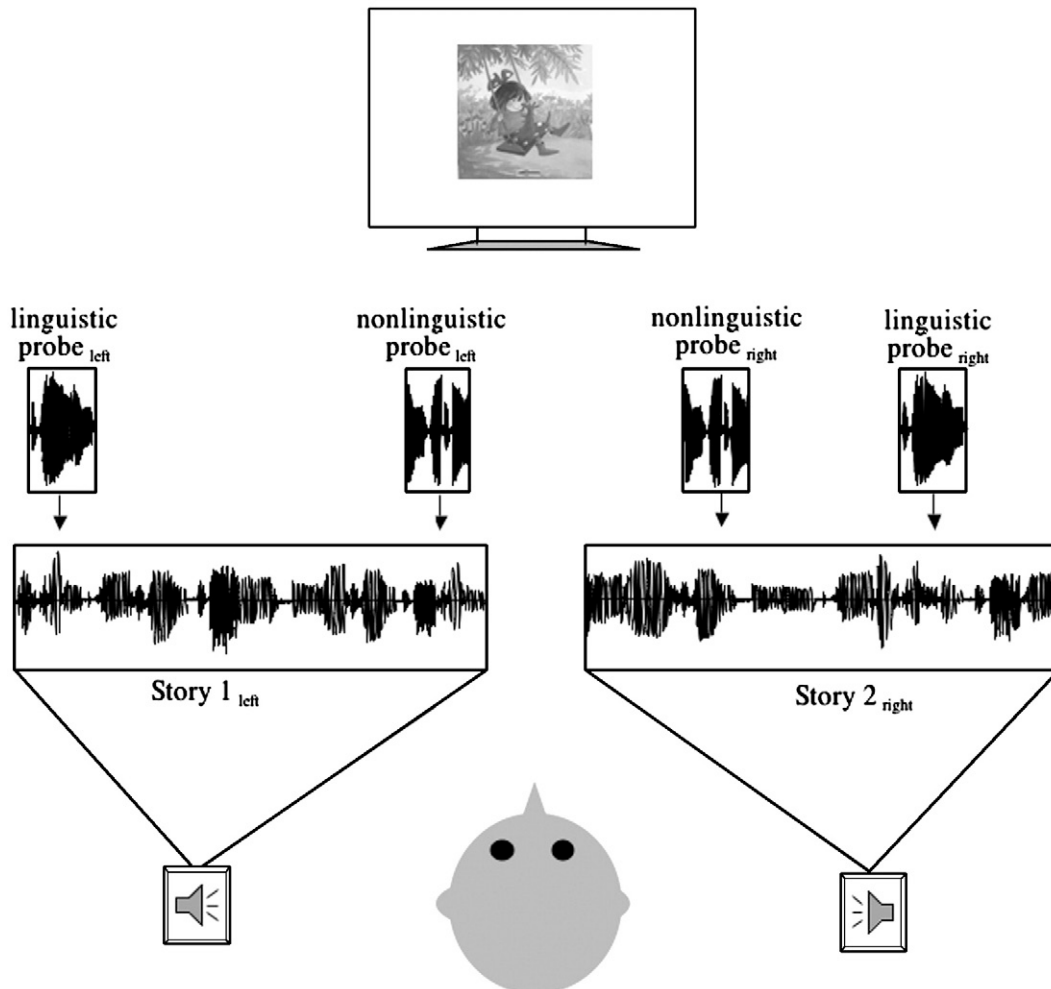 linguistic
probe left
nonlinguistic
probe left
nonlinguistic
probe right
linguistic
probe right
Story 1 left
Story 2 right